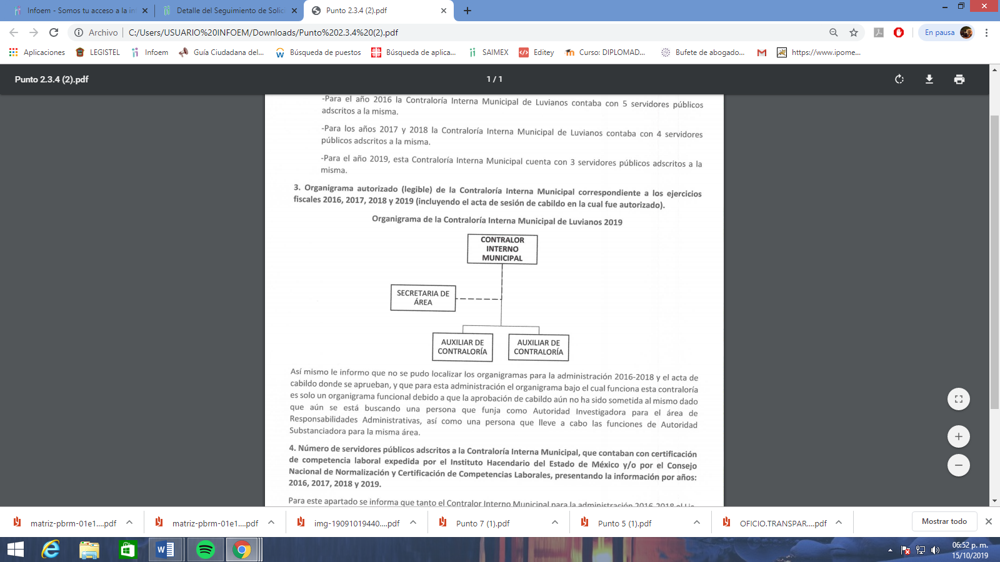 Infoem - Somos tu acceso a la in
Detalle del Seguimiento de Solic
Punto 2.3.4 (2).pdf
Archivo
C:/Users/USUARIO%20INFOEM/Downloads/Punto%202.3.4%20(2).pdf
En pausa
Aplicaciones
LEGISTEL
Infoem
Guía Ciudadana del...
Búsqueda de puestos
Búsqueda de aplica...
SAIMEX
Editey
Curso: DIPLOMAD...
Bufete de abogado...
https://www.ipome...
Punto 2.3.4 (2).pdf
1 / 1
-Para el año 2016 la Contraloría Interna Municipal de Luvianos contaba con 5 servidores públicos
adscritos a la misma.
-Para los años 2017 y 2018 la Contraloría Interna Municipal de Luvianos contaba con 4 servidores
públicos adscritos a la misma.
-Para el año 2019, esta Contraloría Interna Municipal cuenta con 3 servidores públicos adscritos a la
misma.
3. Organigrama autorizado (legible) de la Contraloría Interna Municipal correspondiente a los ejercicios
fiscales 2016, 2017, 2018 y 2019 (incluyendo el acta de sesión de cabildo en la cual fue autorizado).
Organigrama de la Contraloría Interna Municipal de Luvianos 2019
CONTRALOR
INTERNO
MUNICIPAL
SECRETARIA DE
ÁREA
AUXILIAR DE
CONTRALORÍA
AUXILIAR DE
CONTRALORÍA
Así mismo le informo que no se pudo localizar los organigramas para la administración 2016-2018 y el acta de
cabildo donde se aprueban, y que para esta administración el organigrama bajo el cual funciona esta contraloría
es solo un organigrama funcional debido a que la aprobación de cabildo aún no ha sido sometida al mismo dado
que aún se está buscando una persona que funja como Autoridad Investigadora para el área de
Responsabilidades Administrativas, así como una persona que lleve a cabo las funciones de Autoridad
Substanciadora para la misma área.
4. Número de servidores públicos adscritos a la Contraloría Interna Municipal, que contaban con certificación
de competencia laboral expedida por el Instituto Hacendario del Estado de México y/o por el Consejo
Nacional de Normalización y Certificación de Competencias Laborales, presentando la información por años:
2016, 2017, 2018 y 2019.
Para este apartado se informa que tanto el Contralor Interno Municipal para la administración 2016-2018 el Lic.
matriz-pbrm-01e1....pdf
matriz-pbrm-01e1....pdf
img-19091019440....pdf
Punto 7 (1).pdf
Punto 5 (1).pdf
OFICIO.TRANSPAR....pdf
Mostrar todo
06:52 p. m.
15/10/2019